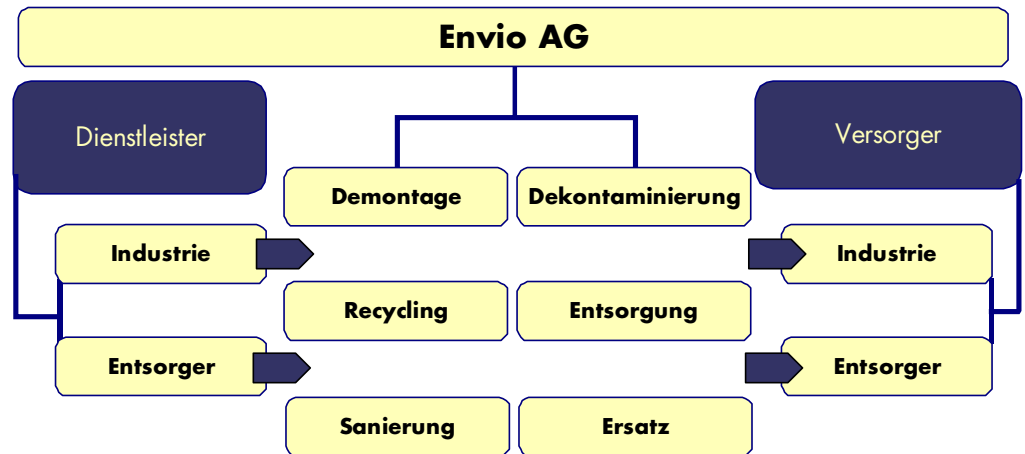 Envio AG
Dienstleister
Versorger
Demontage
Dekontaminierung
Industrie
Industrie
Recycling
Entsorgung
Entsorger
Entsorger
Sanierung
Ersatz